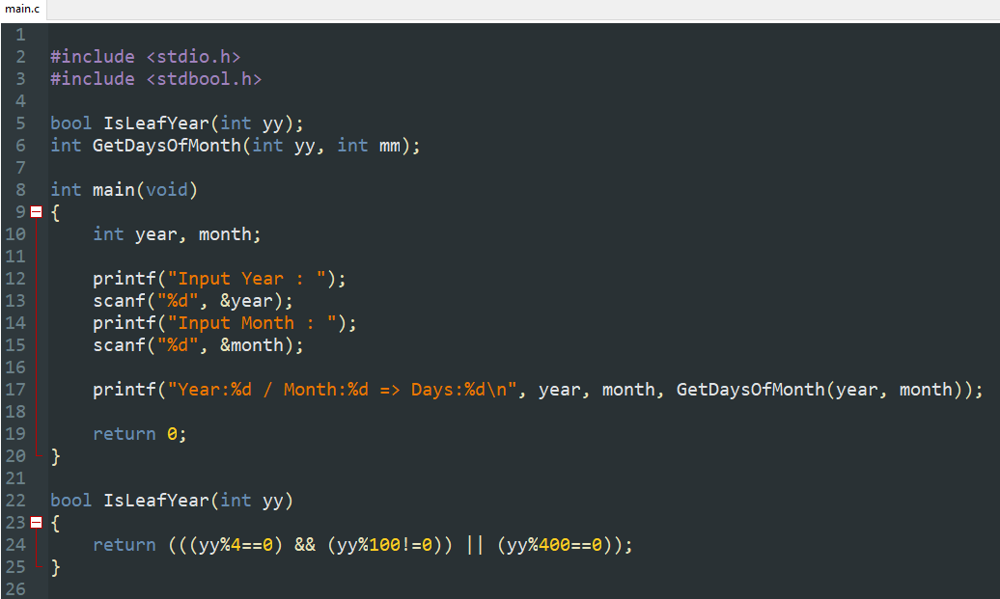 main.c
1
2 #include <stdio.h>
3 #include <stdbool.h>
4
5 bool IsLeafYear(int yy);
6 int GetDaysOfMonth(int yy, int mm);
7
8 int main(void)
9 {
10     int year, month;
11
12     printf("Input Year : ");
13     scanf("%d", &year);
14     printf("Input Month : ");
15     scanf("%d", &month);
16
17     printf("Year:%d / Month:%d => Days:%d\n", year, month, GetDaysOfMonth(year, month));
18
19     return 0;
20 }
21
22 bool IsLeafYear(int yy)
23 {
24     return (((yy%4==0) && (yy%100!=0)) || (yy%400==0));
25 }
26